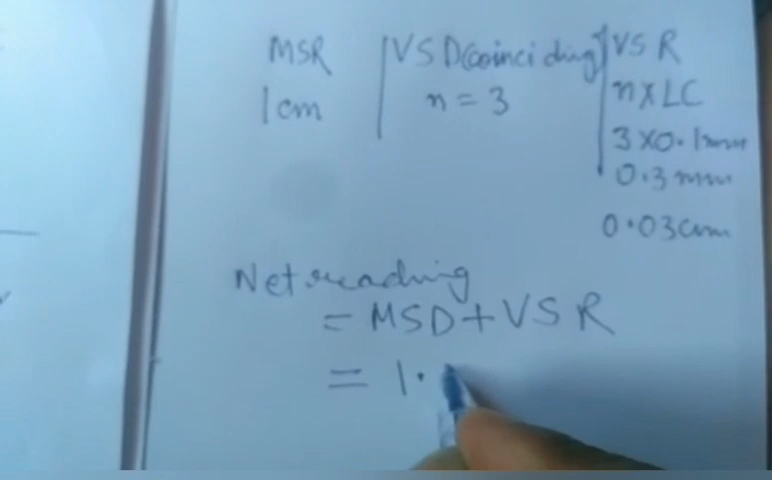 MSR | VSD(coinciding) | VSR
1cm | n = 3 | n x LC
3 x 0.1mm
0.3mm
0.03cm
Net reading
= MSD + VSR
= 1.